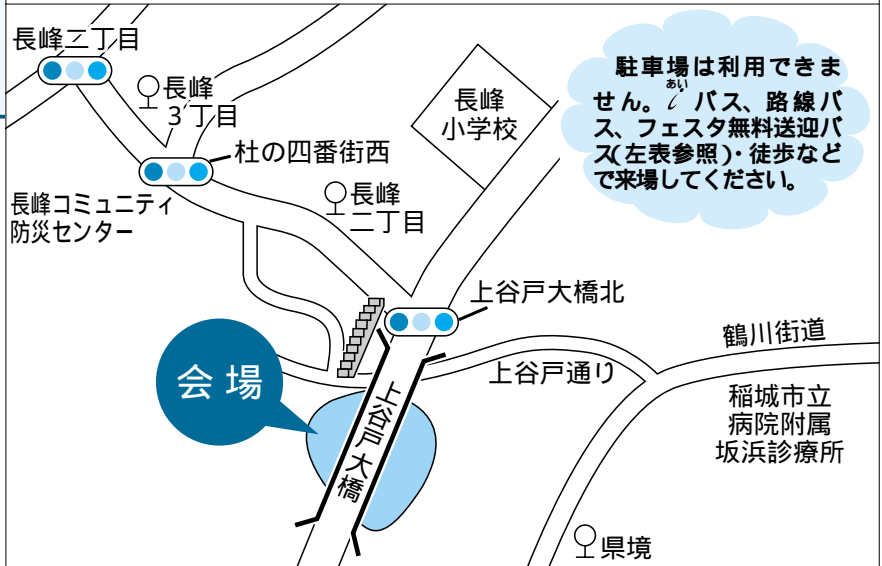 長峰二丁目
長峰
3丁目
杜の四番街西
長峰コミュニティ
防災センター
長峰
二丁目
長峰
小学校
駐車場は利用できま
せん。iバス、路線バ
あい
ス、フェスタ無料送迎バ
ス(左表参照)・徒歩など
で来場してください。
上谷戸大橋北
鶴川街道
上谷戸通り
会場
上谷戸大橋
稲城市立
病院附属
坂浜診療所
県境